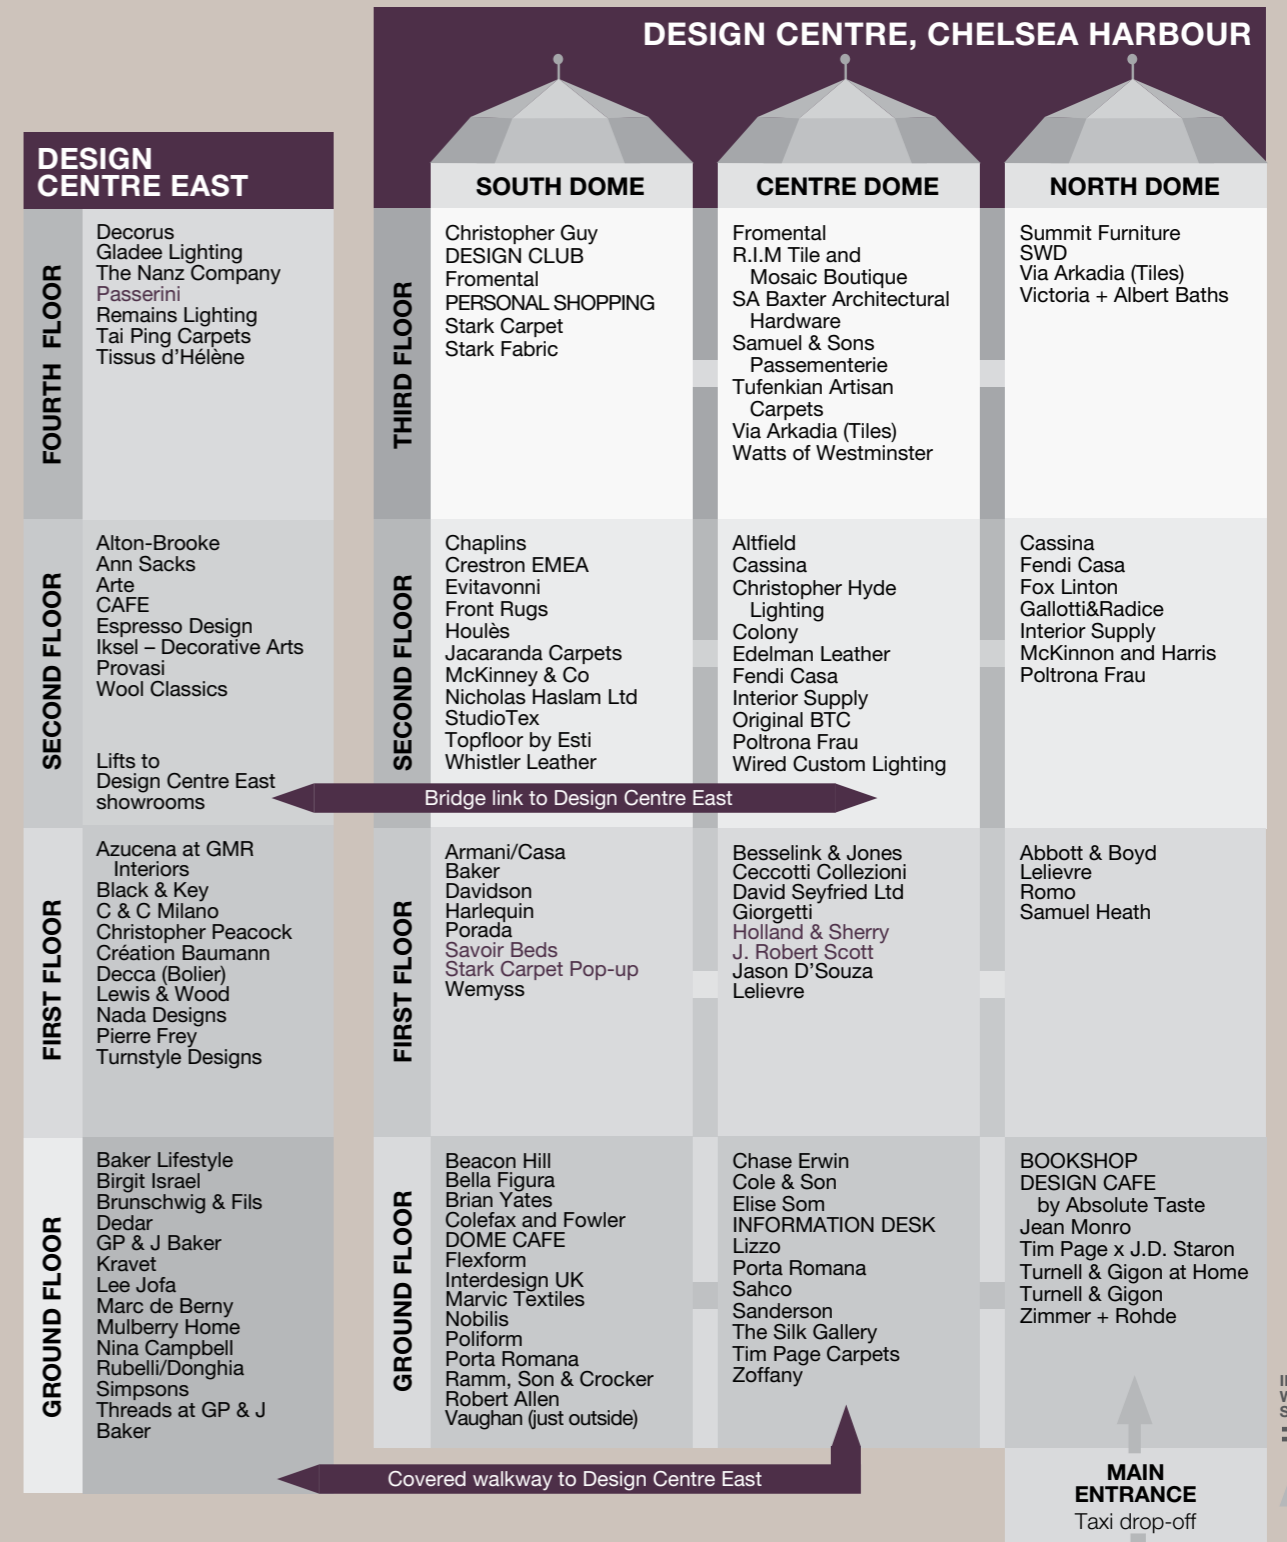 DESIGN CENTRE, CHELSEA HARBOUR
DESIGN
CENTRE EAST
SOUTH DOME
CENTRE DOME
NORTH DOME
FOURTH FLOOR
Decorus
Gladee Lighting
The Nanz Company
Passerini
Remains Lighting
Tai Ping Carpets
Tissus d'Hélène
THIRD FLOOR
Christopher Guy
DESIGN CLUB
Fromental
PERSONAL SHOPPING
Stark Carpet
Stark Fabric
Fromental
R.I.M Tile and
Mosaic Boutique
SA Baxter Architectural
Hardware
Samuel & Sons
Passementerie
Tufenkian Artisan
Carpets
Via Arkadia (Tiles)
Watts of Westminster
Summit Furniture
SWD
Via Arkadia (Tiles)
Victoria + Albert Baths
SECOND FLOOR
Alton-Brooke
Ann Sacks
Arte
CAFE
Espresso Design
Iksel – Decorative Arts
Provasi
Wool Classics
Lifts to
Design Centre East
showrooms
SECOND FLOOR
Chaplins
Crestron EMEA
Evitavonni
Front Rugs
Houlès
Jacaranda Carpets
McKinney & Co
Nicholas Haslam Ltd
StudioTex
Topfloor by Esti
Whistler Leather
Altfield
Cassina
Christopher Hyde
Lighting
Colony
Edelman Leather
Fendi Casa
Interior Supply
Original BTC
Poltrona Frau
Wired Custom Lighting
Cassina
Fendi Casa
Fox Linton
Gallotti&Radice
Interior Supply
McKinnon and Harris
Poltrona Frau
Bridge link to Design Centre East
FIRST FLOOR
Azucena at GMR
Interiors
Black & Key
C & C Milano
Christopher Peacock
Création Baumann
Decca (Bolier)
Lewis & Wood
Nada Designs
Pierre Frey
Turnstyle Designs
FIRST FLOOR
Armani/Casa
Baker
Davidson
Harlequin
Porada
Savoir Beds
Stark Carpet Pop-up
Wemyss
Besselink & Jones
Ceccotti Collezioni
David Seyfried Ltd
Giorgetti
Holland & Sherry
J. Robert Scott
Jason D'Souza
Lelievre
Abbott & Boyd
Lelievre
Romo
Samuel Heath
GROUND FLOOR
Baker Lifestyle
Birgit Israel
Brunschwig & Fils
Dedar
GP & J Baker
Kravet
Lee Jofa
Marc de Berny
Mulberry Home
Nina Campbell
Rubelli/Donghia
Simpsons
Threads at GP & J
Baker
GROUND FLOOR
Beacon Hill
Bella Figura
Brian Yates
Colefax and Fowler
DOME CAFE
Flexform
Interdesign UK
Marvic Textiles
Nobilis
Poliform
Porta Romana
Ramm, Son & Crocker
Robert Allen
Vaughan (just outside)
Chase Erwin
Cole & Son
Elise Som
INFORMATION DESK
Lizzo
Porta Romana
Sahco
Sanderson
The Silk Gallery
Tim Page Carpets
Zoffany
BOOKSHOP
DESIGN CAFE
by Absolute Taste
Jean Monro
Tim Page x J.D. Staron
Turnell & Gigon at Home
Turnell & Gigon
Zimmer + Rohde
Covered walkway to Design Centre East
MAIN
ENTRANCE
Taxi drop-off